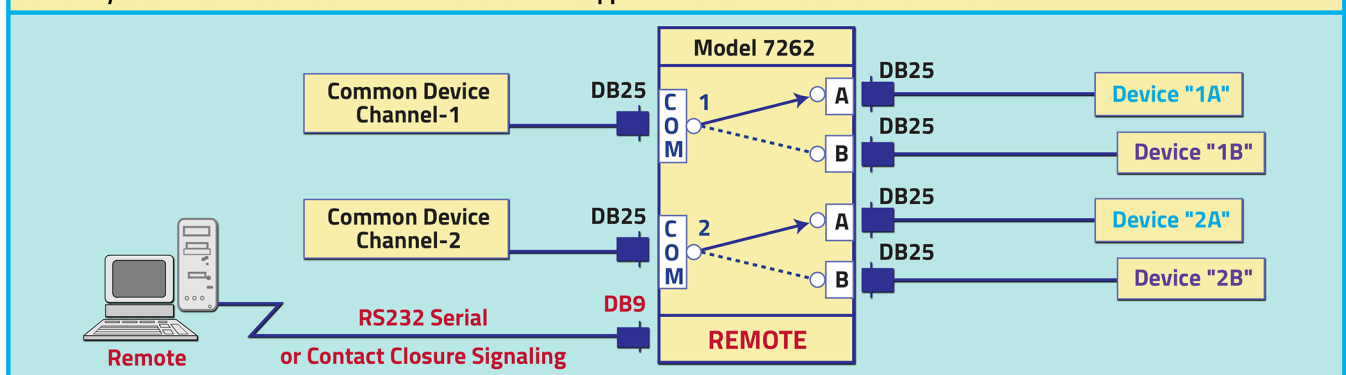 Model 7262
Common Device
Channel-1
DB25
C
O
M
1
A
B
DB25
Device "1A"
DB25
Device "1B"
Common Device
Channel-2
DB25
C
O
M
2
A
B
DB25
Device "2A"
DB25
Device "2B"
DB9
RS232 Serial
or Contact Closure Signaling
Remote
REMOTE